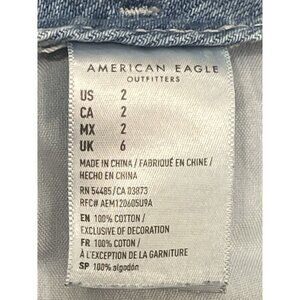 AMERICAN EAGLE
OUTFITTERS
US 2
CA 2
MX 2
UK 6
MADE IN CHINA / FABRIQUÉ EN CHINE /
HECHO EN CHINA
RN 54485/CA 03873
RFC# AEM120605U9A
EN 100% COTTON /
EXCLUSIVE OF DECORATION
FR 100% COTON /
À L'EXCEPTION DE LA GARNITURE
SP 100% algodón